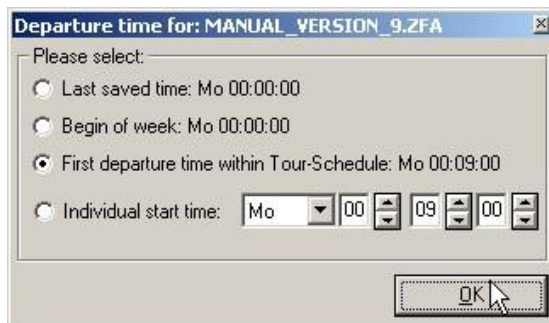 Departure time for: MANUAL_VERSION_9.ZFA
Please select:
Last saved time: Mo 00:00:00
Begin of week: Mo 00:00:00
First departure time within Tour-Schedule: Mo 00:09:00
Individual start time: Mo 00 09 00
OK